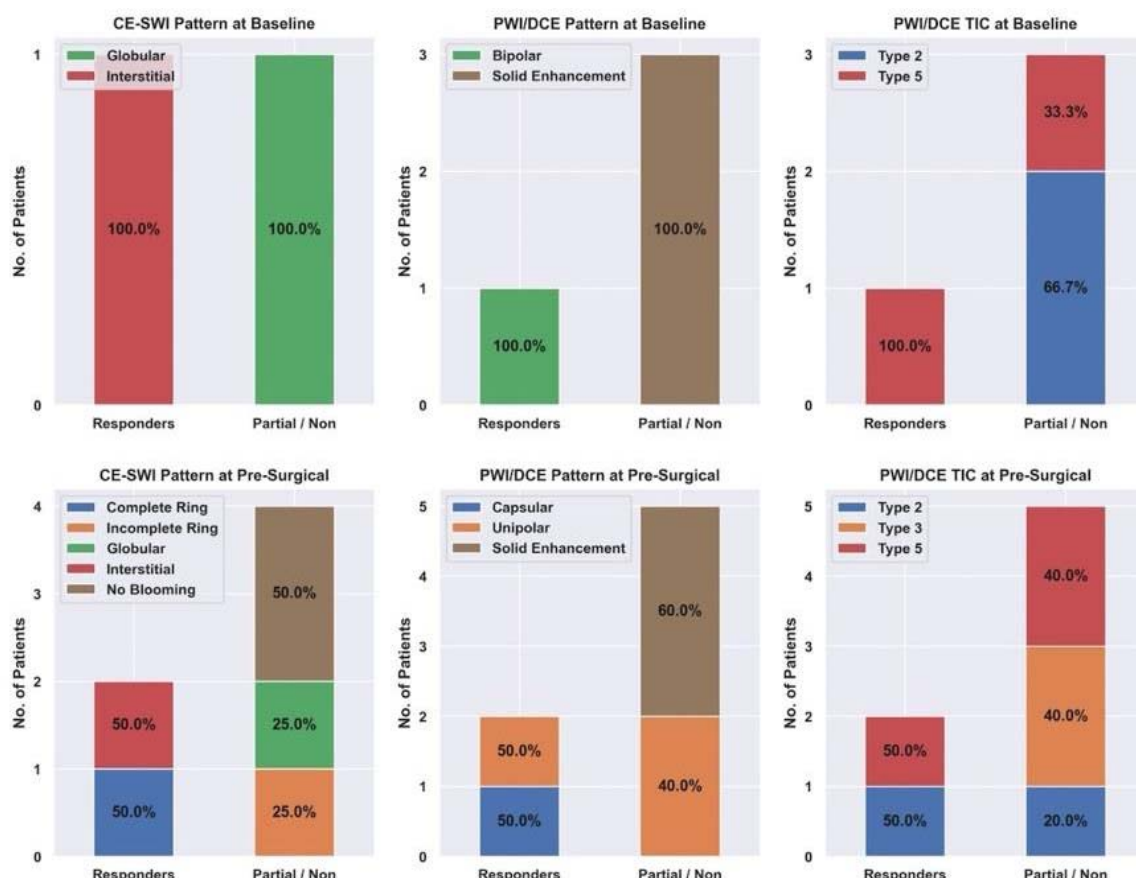 CE-SWI Pattern at Baseline
No. of Patients
1
0
Globular
Interstitial
100.0%
100.0%
Responders
Partial / Non
PWI/DCE Pattern at Baseline
No. of Patients
3
2
1
0
Bipolar
Solid Enhancement
100.0%
100.0%
Responders
Partial / Non
PWI/DCE TIC at Baseline
No. of Patients
3
2
1
0
Type 2
Type 5
33.3%
66.7%
100.0%
Responders
Partial / Non
CE-SWI Pattern at Pre-Surgical
No. of Patients
4
3
2
1
0
Complete Ring
Incomplete Ring
Globular
Interstitial
No Blooming
50.0%
50.0%
25.0%
50.0%
25.0%
Responders
Partial / Non
PWI/DCE Pattern at Pre-Surgical
No. of Patients
5
4
3
2
1
0
Capsular
Unipolar
Solid Enhancement
60.0%
50.0%
40.0%
50.0%
Responders
Partial / Non
PWI/DCE TIC at Pre-Surgical
No. of Patients
5
4
3
2
1
0
Type 2
Type 3
Type 5
40.0%
40.0%
50.0%
50.0%
20.0%
Responders
Partial / Non